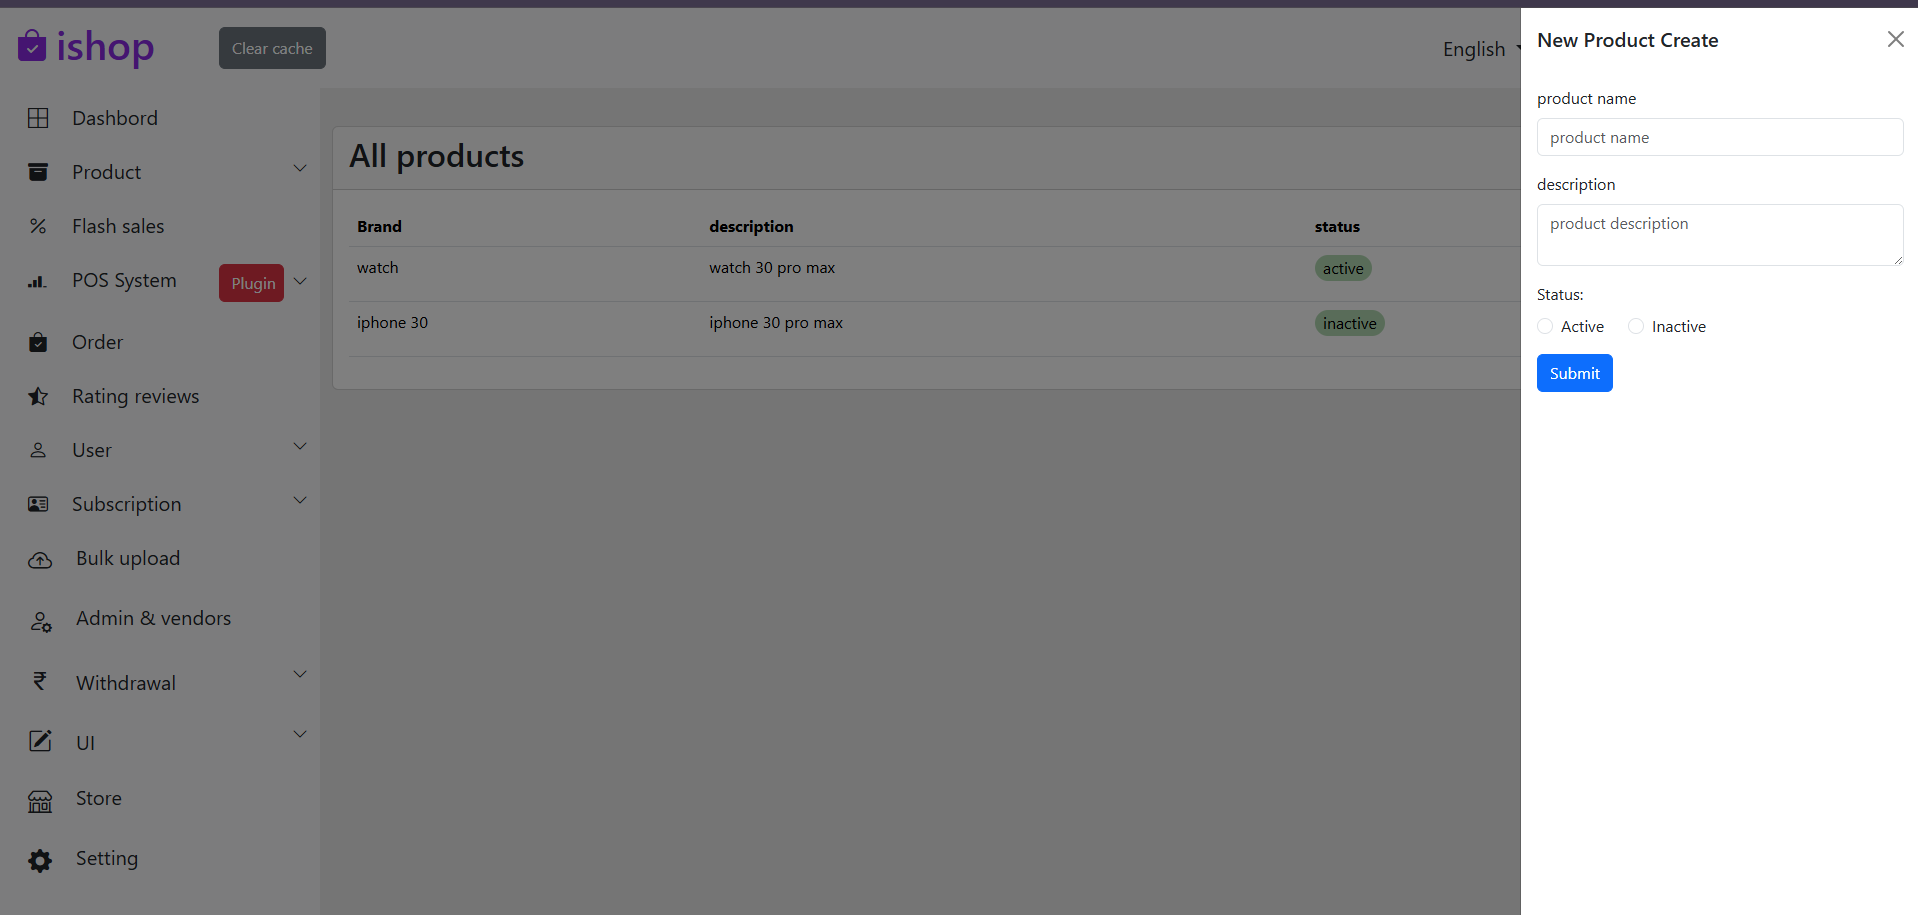 ishop
Clear cache
English
Dashbord
Product
Flash sales
POS System Plugin
Order
Rating reviews
User
Subscription
Bulk upload
Admin & vendors
Withdrawal
UI
Store
Setting
All products
Brand description status
watch watch 30 pro max active
iphone 30 iphone 30 pro max inactive
New Product Create
product name
product name
description
product description
Status:
Active Inactive
Submit